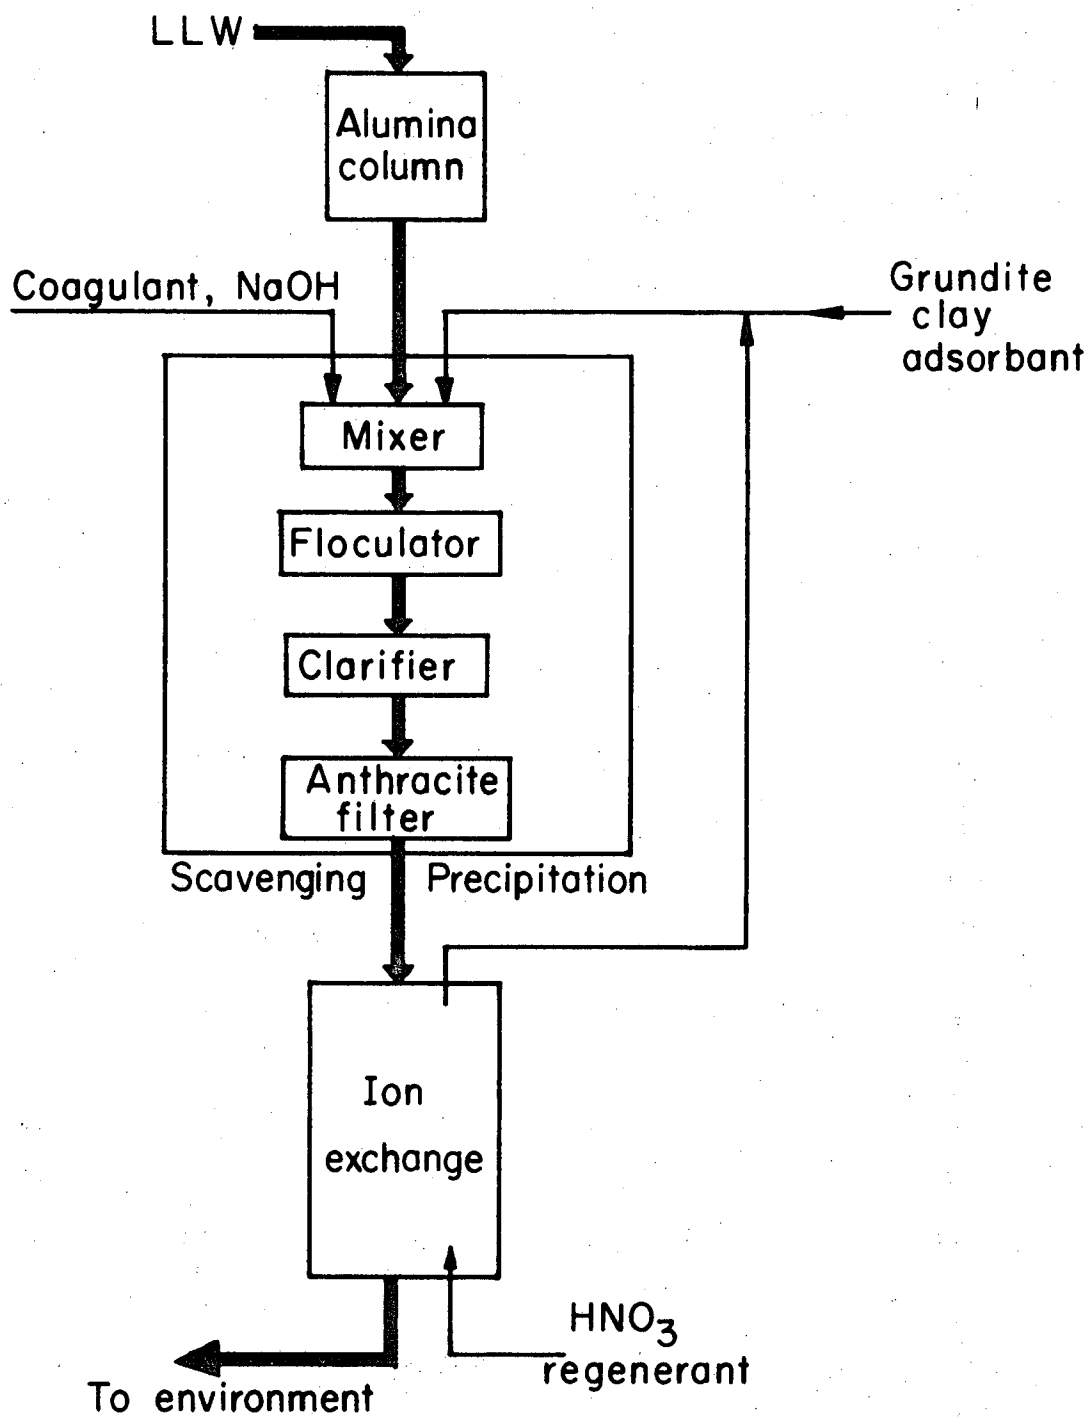 LLW
Alumina
column
Coagulant, NaOH
Grundite
clay
adsorbant
Mixer
Floculator
Clarifier
Anthracite
filter
Scavenging Precipitation
Ion
exchange
HNO3
regenerant
To environment